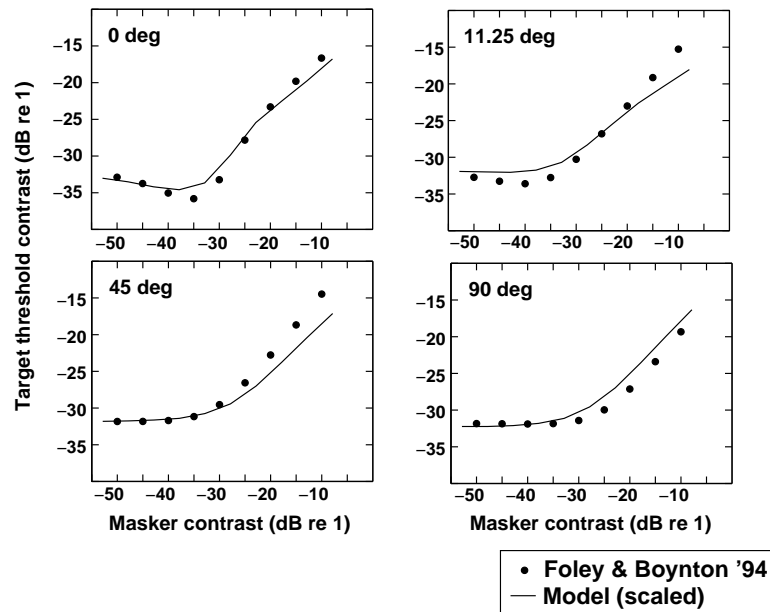 0 deg
−15
−20
−25
−30
−35
−50 −40 −30 −20 −10
11.25 deg
−15
−20
−25
−30
−35
−50 −40 −30 −20 −10
45 deg
−15
−20
−25
−30
−35
−50 −40 −30 −20 −10
90 deg
−15
−20
−25
−30
−35
−50 −40 −30 −20 −10
Target threshold contrast (dB re 1)
Masker contrast (dB re 1)
Masker contrast (dB re 1)
Foley & Boynton ’94
Model (scaled)